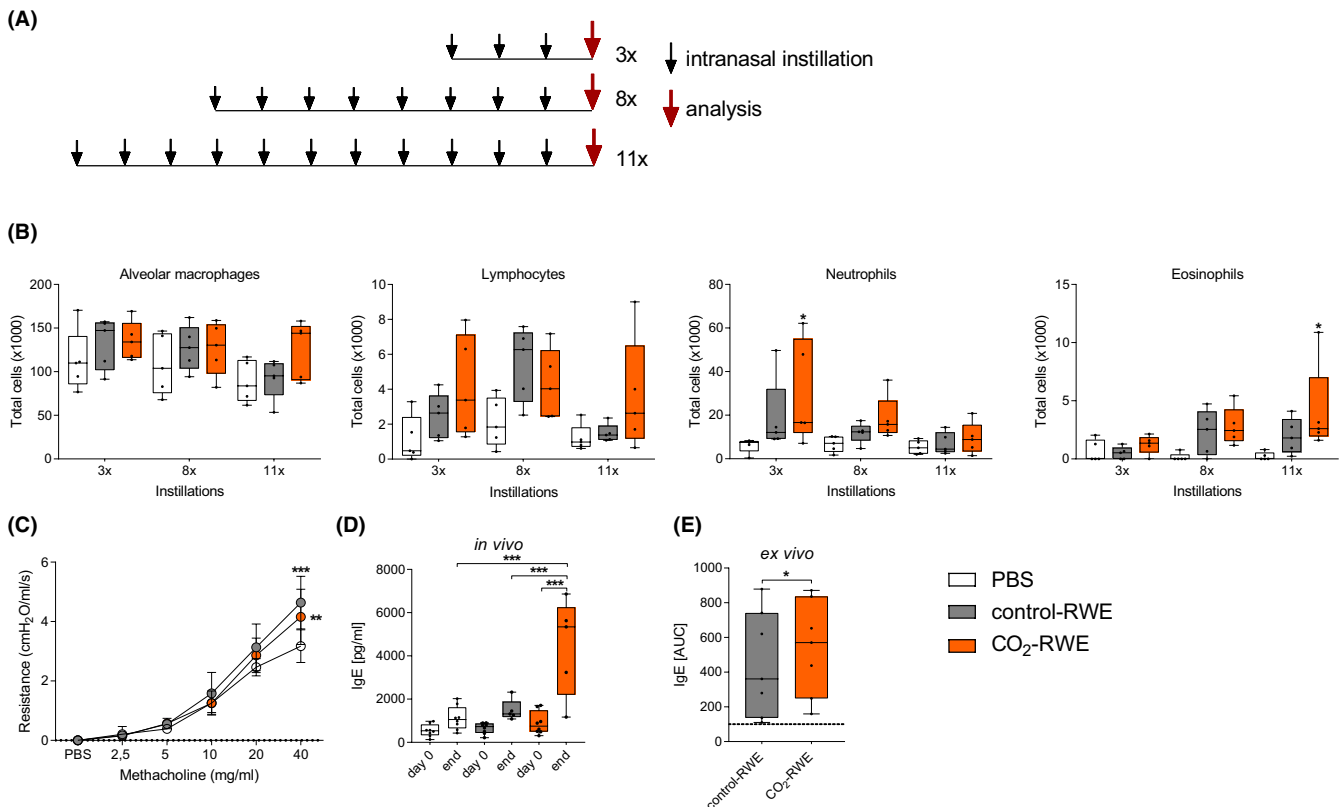 (A)
3x
intranasal instillation
8x
analysis
11x
(B)
Alveolar macrophages
Lymphocytes
Neutrophils
Eosinophils
Total cells (x1000)
200
150
100
50
0
3x 8x 11x
Instillations
Total cells (x1000)
10
8
6
4
2
0
3x 8x 11x
Instillations
Total cells (x1000)
80
60
40
20
0
*
3x 8x 11x
Instillations
Total cells (x1000)
15
10
5
0
*
3x 8x 11x
Instillations
(C)
Resistance (cmH₂O/ml/s)
6
4
2
0
***
**
PBS 2,5 5 10 20 40
Methacholine (mg/ml)
(D)
in vivo
***
***
***
IgE [pg/ml]
8000
6000
4000
2000
0
day 0 end day 0 end day 0 end
(E)
ex vivo
*
IgE [AUC]
1000
800
600
400
200
0
control-RWE CO₂-RWE
PBS
control-RWE
CO₂-RWE